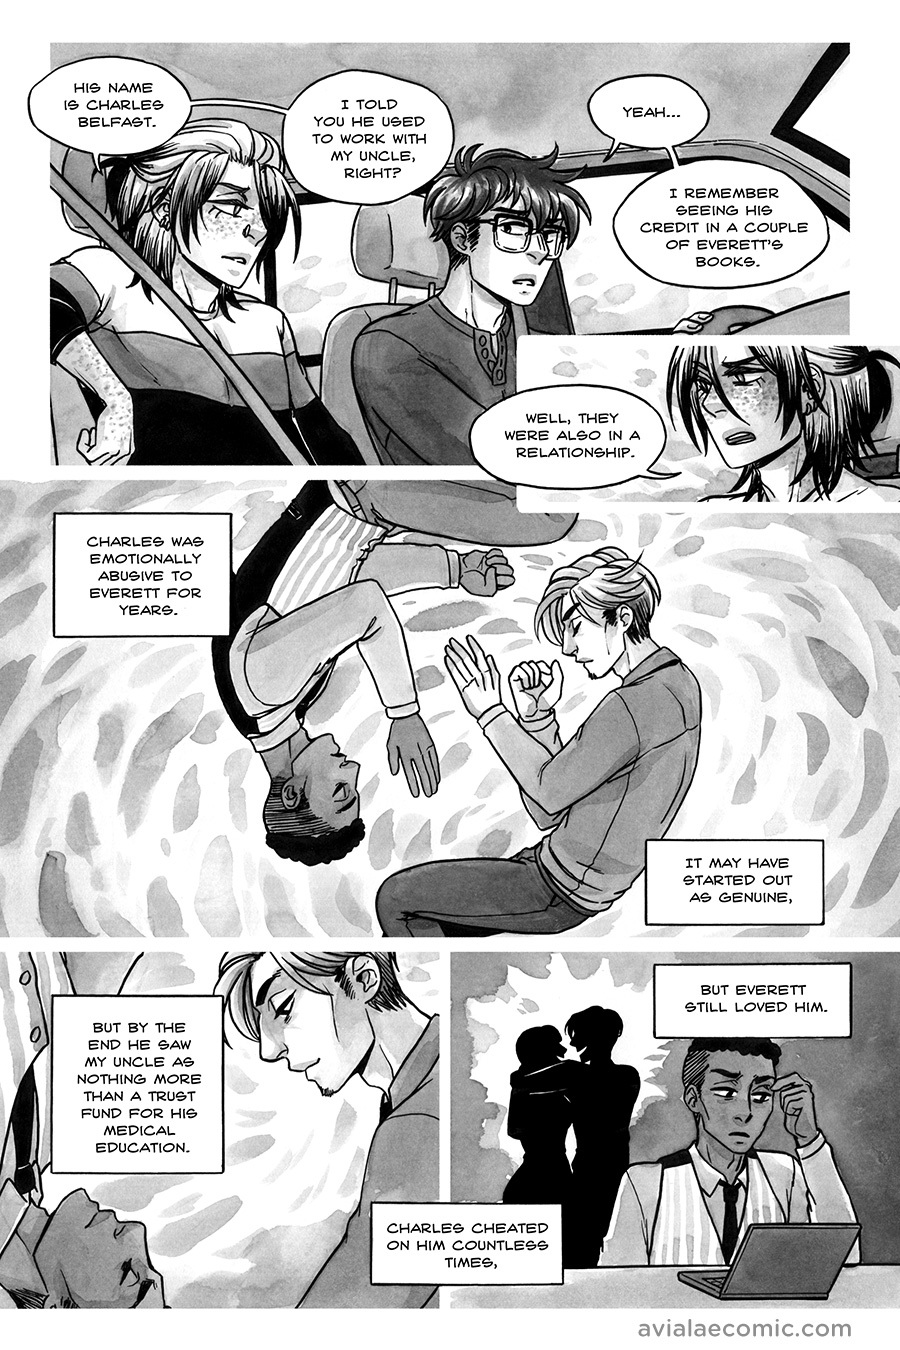 HIS NAME
IS CHARLES
BELFAST.
I TOLD
YOU HE USED
TO WORK WITH
MY UNCLE,
RIGHT?
YEAH...
I REMEMBER
SEEING HIS
CREDIT IN A COUPLE
OF EVERETT'S
BOOKS.
WELL, THEY
WERE ALSO IN A
RELATIONSHIP.
CHARLES WAS
EMOTIONALLY
ABUSIVE TO
EVERETT FOR
YEARS.
IT MAY HAVE
STARTED OUT
AS GENUINE,
BUT BY THE
END HE SAW
MY UNCLE AS
NOTHING MORE
THAN A TRUST
FUND FOR HIS
MEDICAL
EDUCATION.
CHARLES CHEATED
ON HIM COUNTLESS
TIMES,
BUT EVERETT
STILL LOVED HIM.
avialaecomic.com